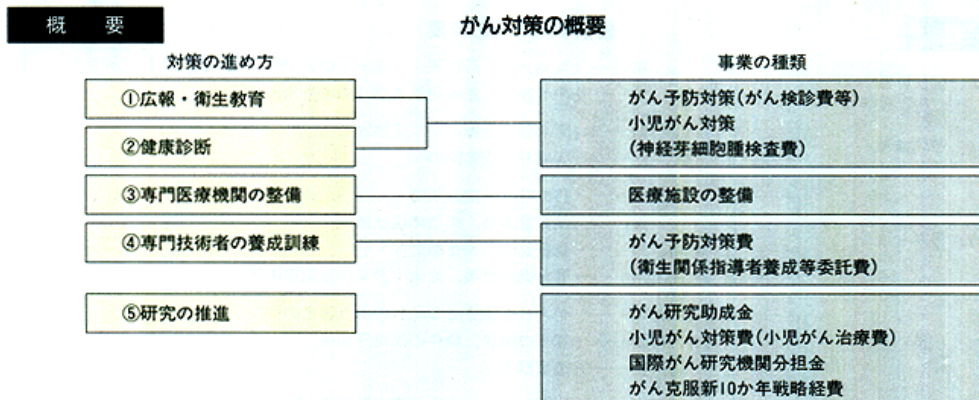 概 要
がん対策の概要
対策の進め方
事業の種類
①広報・衛生教育
②健康診断
がん予防対策(がん検診費等)
小児がん対策
(神経芽細胞腫検査費)
③専門医療機関の整備
医療施設の整備
④専門技術者の養成訓練
がん予防対策費
(衛生関係指導者養成等委託費)
⑤研究の推進
がん研究助成金
小児がん対策費(小児がん治療費)
国際がん研究機関分担金
がん克服新10か年戦略経費